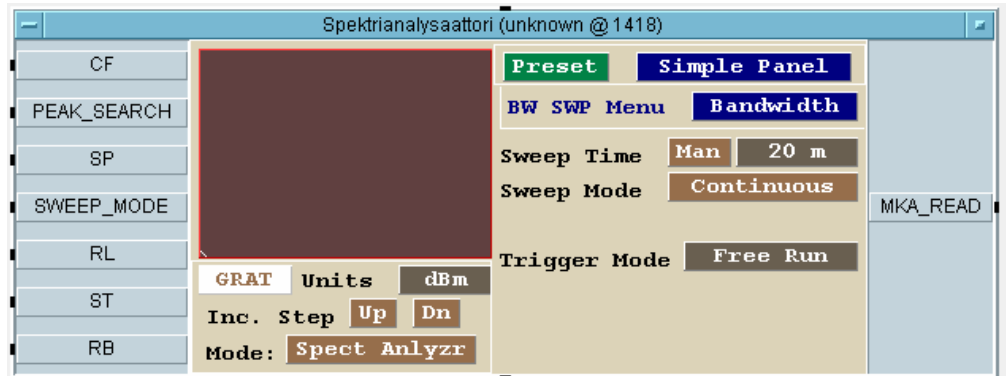 Spektrianalysaattori (unknown @ 1418)
CF
PEAK_SEARCH
SP
SWEEP_MODE
RL
ST
RB
GRAT Units dBm
Inc. Step Up Dn
Mode: Spect Anlyzr
Preset Simple Panel
BW SWP Menu Bandwidth
Sweep Time Man 20 m
Sweep Mode Continuous
Trigger Mode Free Run
MKA_READ